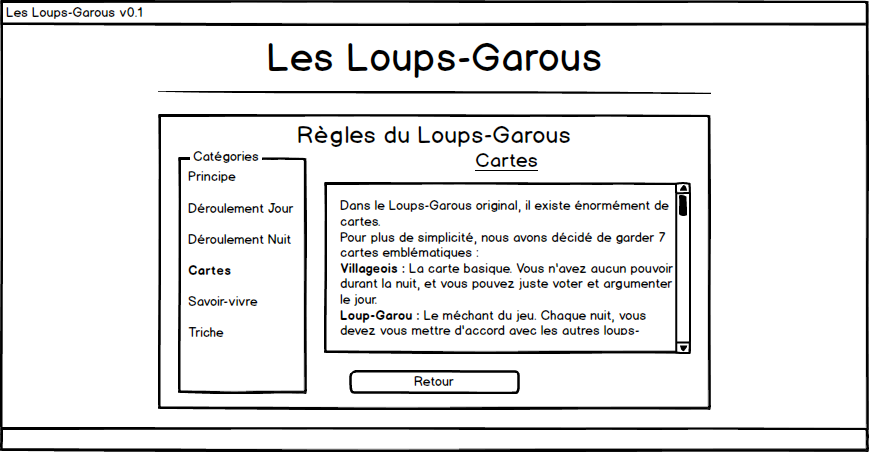 Les Loups-Garous v0.1
Les Loups-Garous
Règles du Loups-Garous
Catégories
Principe
Déroulement Jour
Déroulement Nuit
Cartes
Savoir-vivre
Triche
Cartes
Dans le Loups-Garous original, il existe énormément de
cartes.
Pour plus de simplicité, nous avons décidé de garder 7
cartes emblématiques :
Villageois : La carte basique. Vous n'avez aucun pouvoir
durant la nuit, et vous pouvez juste voter et argumenter
le jour.
Loup-Garou : Le méchant du jeu. Chaque nuit, vous
devez vous mettre d'accord avec les autres loups-
Retour